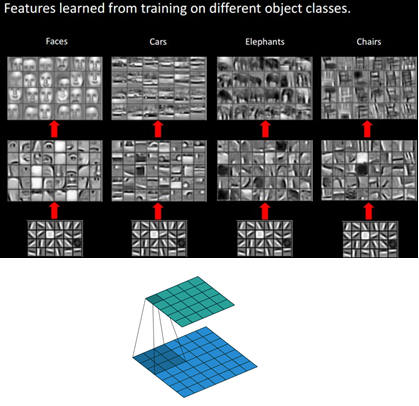 Features learned from training on different object classes.
Faces
Cars
Elephants
Chairs